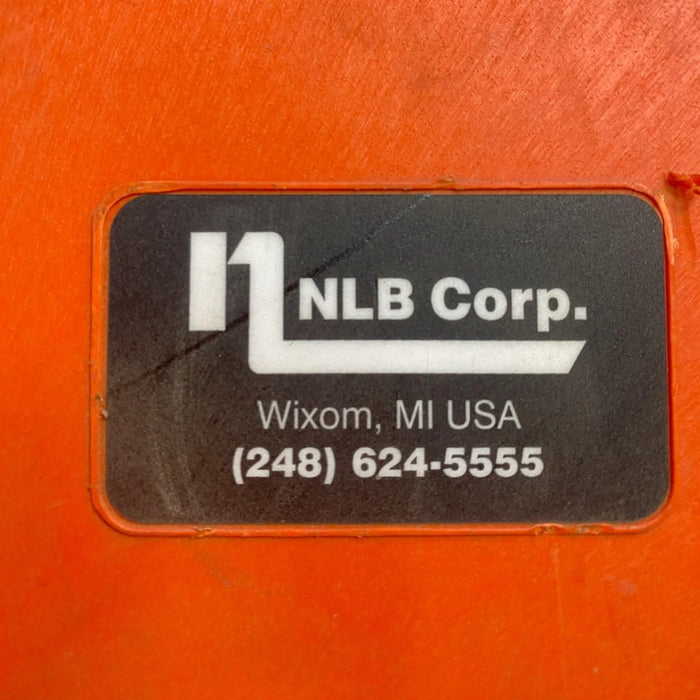 NLB Corp.
Wixom, MI USA
(248) 624-5555